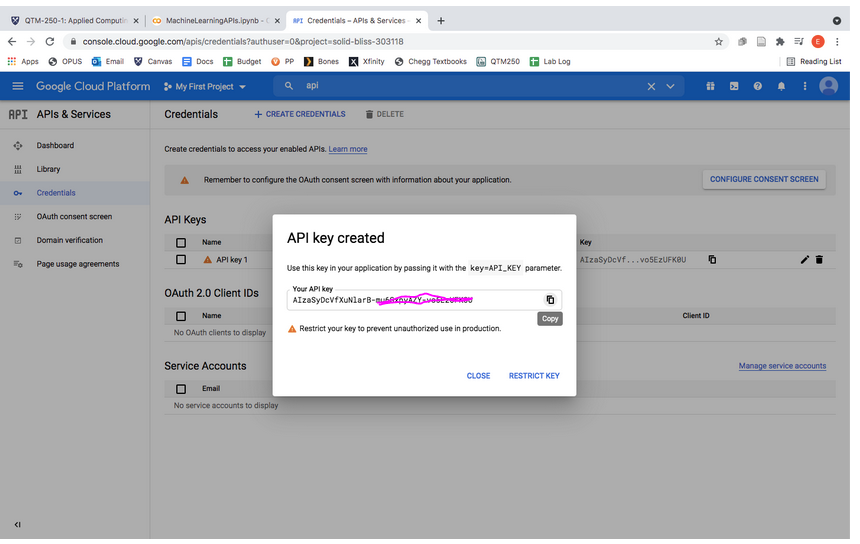 QTM-250-1: Applied Computin
MachineLearningAPIs.ipynb - C
API Credentials – APIs & Services –
console.cloud.google.com/apis/credentials?authuser=0&project=solid-bliss-303118
E
Apps OPUS Email Canvas Docs Budget PP Bones Xfinity Chegg Textbooks QTM250 Lab Log Reading List
Google Cloud Platform My First Project api
API APIs & Services
Dashboard
Library
Credentials
OAuth consent screen
Domain verification
Page usage agreements
Credentials + CREATE CREDENTIALS DELETE
Create credentials to access your enabled APIs. Learn more
Remember to configure the OAuth consent screen with information about your application. CONFIGURE CONSENT SCREEN
API Keys
Name Key
API key 1 AIzaSyDcVf...vo5EzUFK0U
OAuth 2.0 Client IDs
Name Client ID
No OAuth clients to display
Service Accounts Manage service accounts
Email
No service accounts to display
API key created
Use this key in your application by passing it with the key=API_KEY parameter.
Your API key
AIzaSyDcVfXuNlarB-
Copy
Restrict your key to prevent unauthorized use in production.
CLOSE RESTRICT KEY